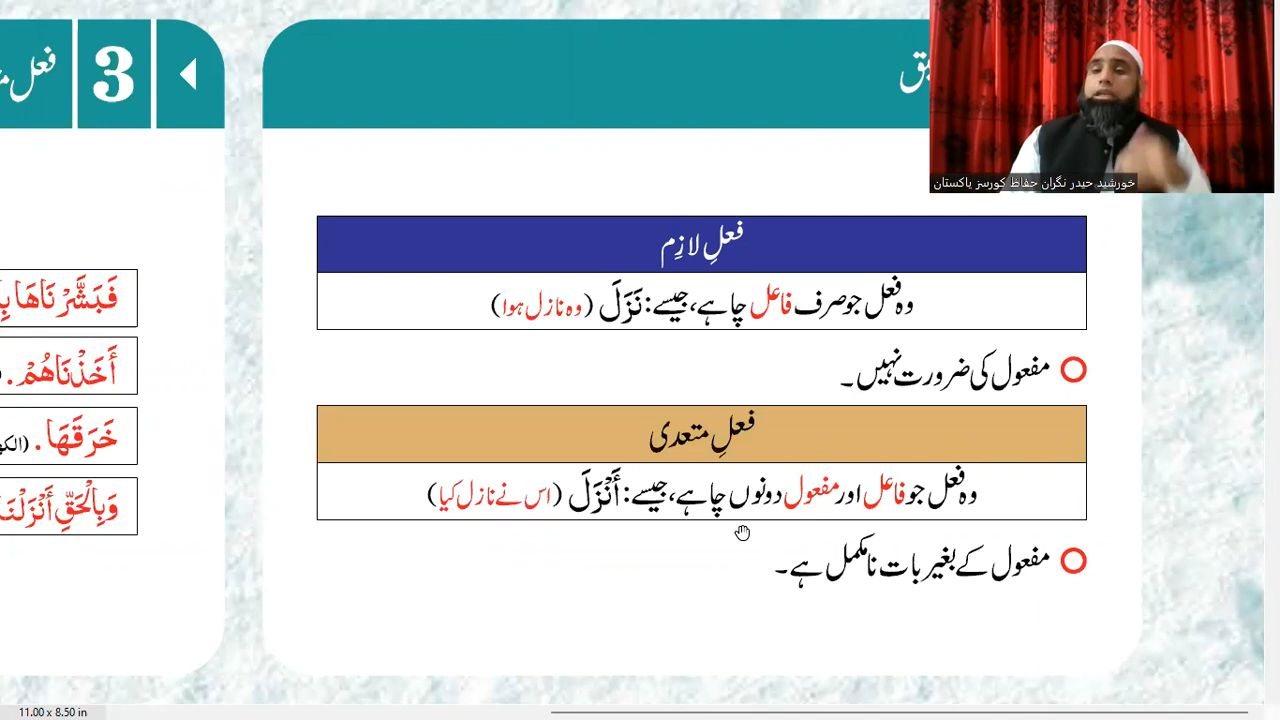 خورشید حیدر نگران حفاظ کورسز پاکستان
فعلِ لازِم
وہ فعل جو صرف فاعل چاہے، جیسے: نَزَلَ (وہ نازل ہوا)
مفعول کی ضرورت نہیں۔
فعلِ متعدی
وہ فعل جو فاعل اور مفعول دونوں چاہے، جیسے: أَنْزَلَ (اس نے نازل کیا)
مفعول کے بغیر بات نامکمل ہے۔
3
فعل
فَبَشَّرْنَاهَا
أَخَذْنَاهُمْ.
خَرَقَهَا.
وَبِالْحَقِّ
11.00 x 8.50 in